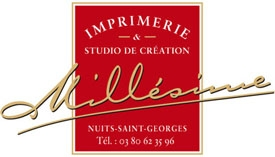 IMPRIMERIE
&
STUDIO DE CRÉATION
Millésime
NUITS-SAINT-GEORGES
Tél. : 03 80 62 35 96